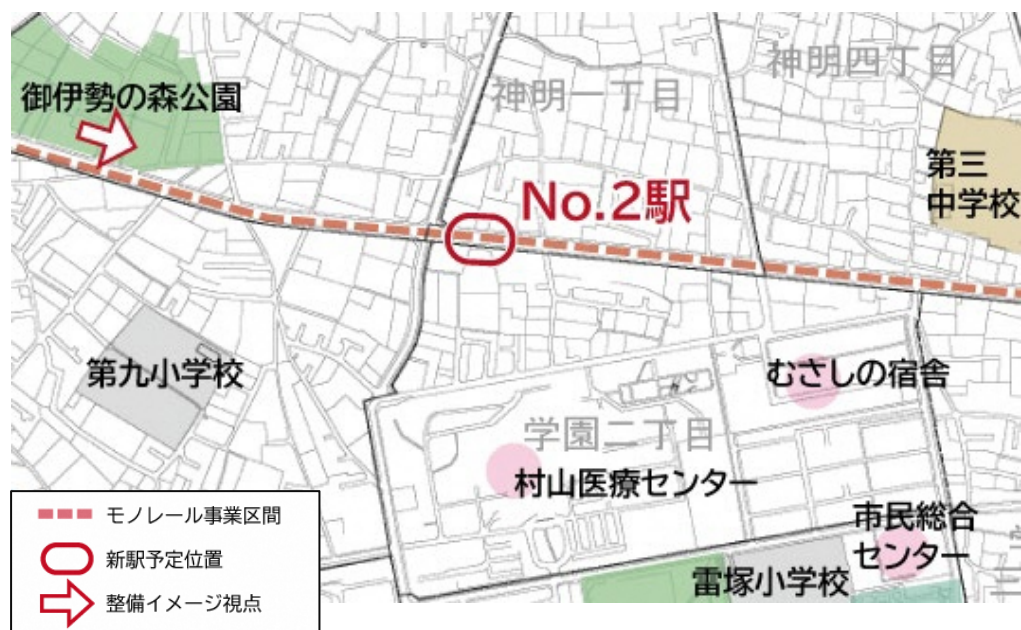 神明四丁目
御伊勢の森公園
神明一丁目
第三
中学校
No.2駅
第九小学校
むさしの宿舎
学園二丁目
村山医療センター
市民総合
センター
雷塚小学校
モノレール事業区間
新駅予定位置
整備イメージ視点